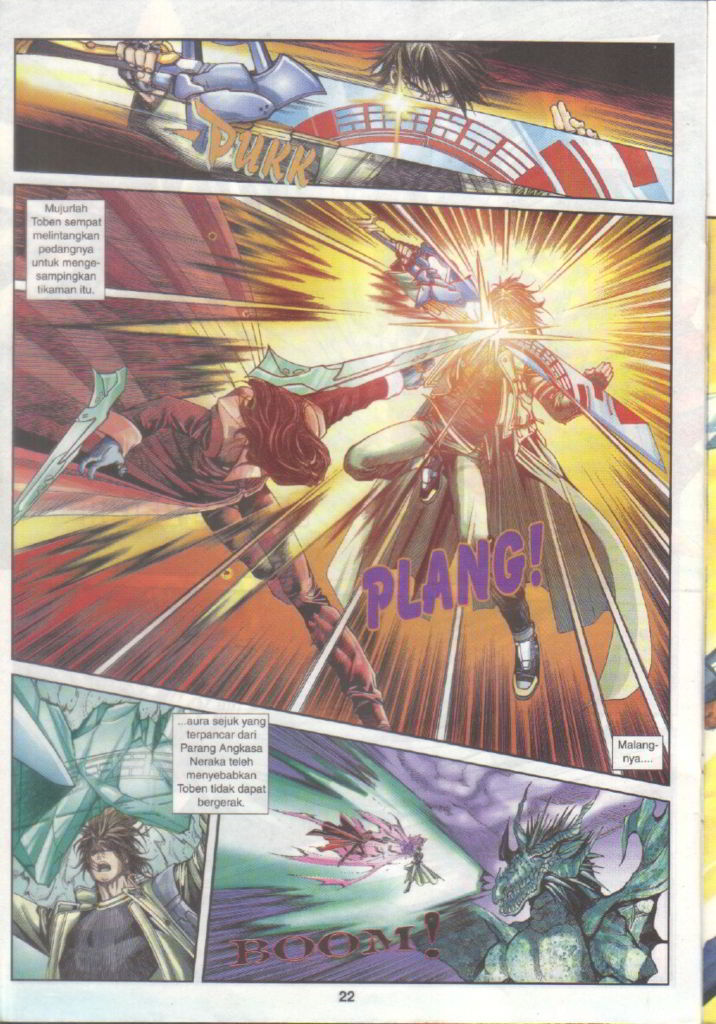 PUKK
Mujurlah
Toben sempat
melintangkan
pedangnya
untuk menge-
sampingkan
tikaman itu.
PLANG!
Malang-
nya....
...aura sejuk yang
terpancar dari
Parang Angkasa
Neraka teleh
menyebabkan
Toben tidak dapat
bergerak.
BOOM!
22